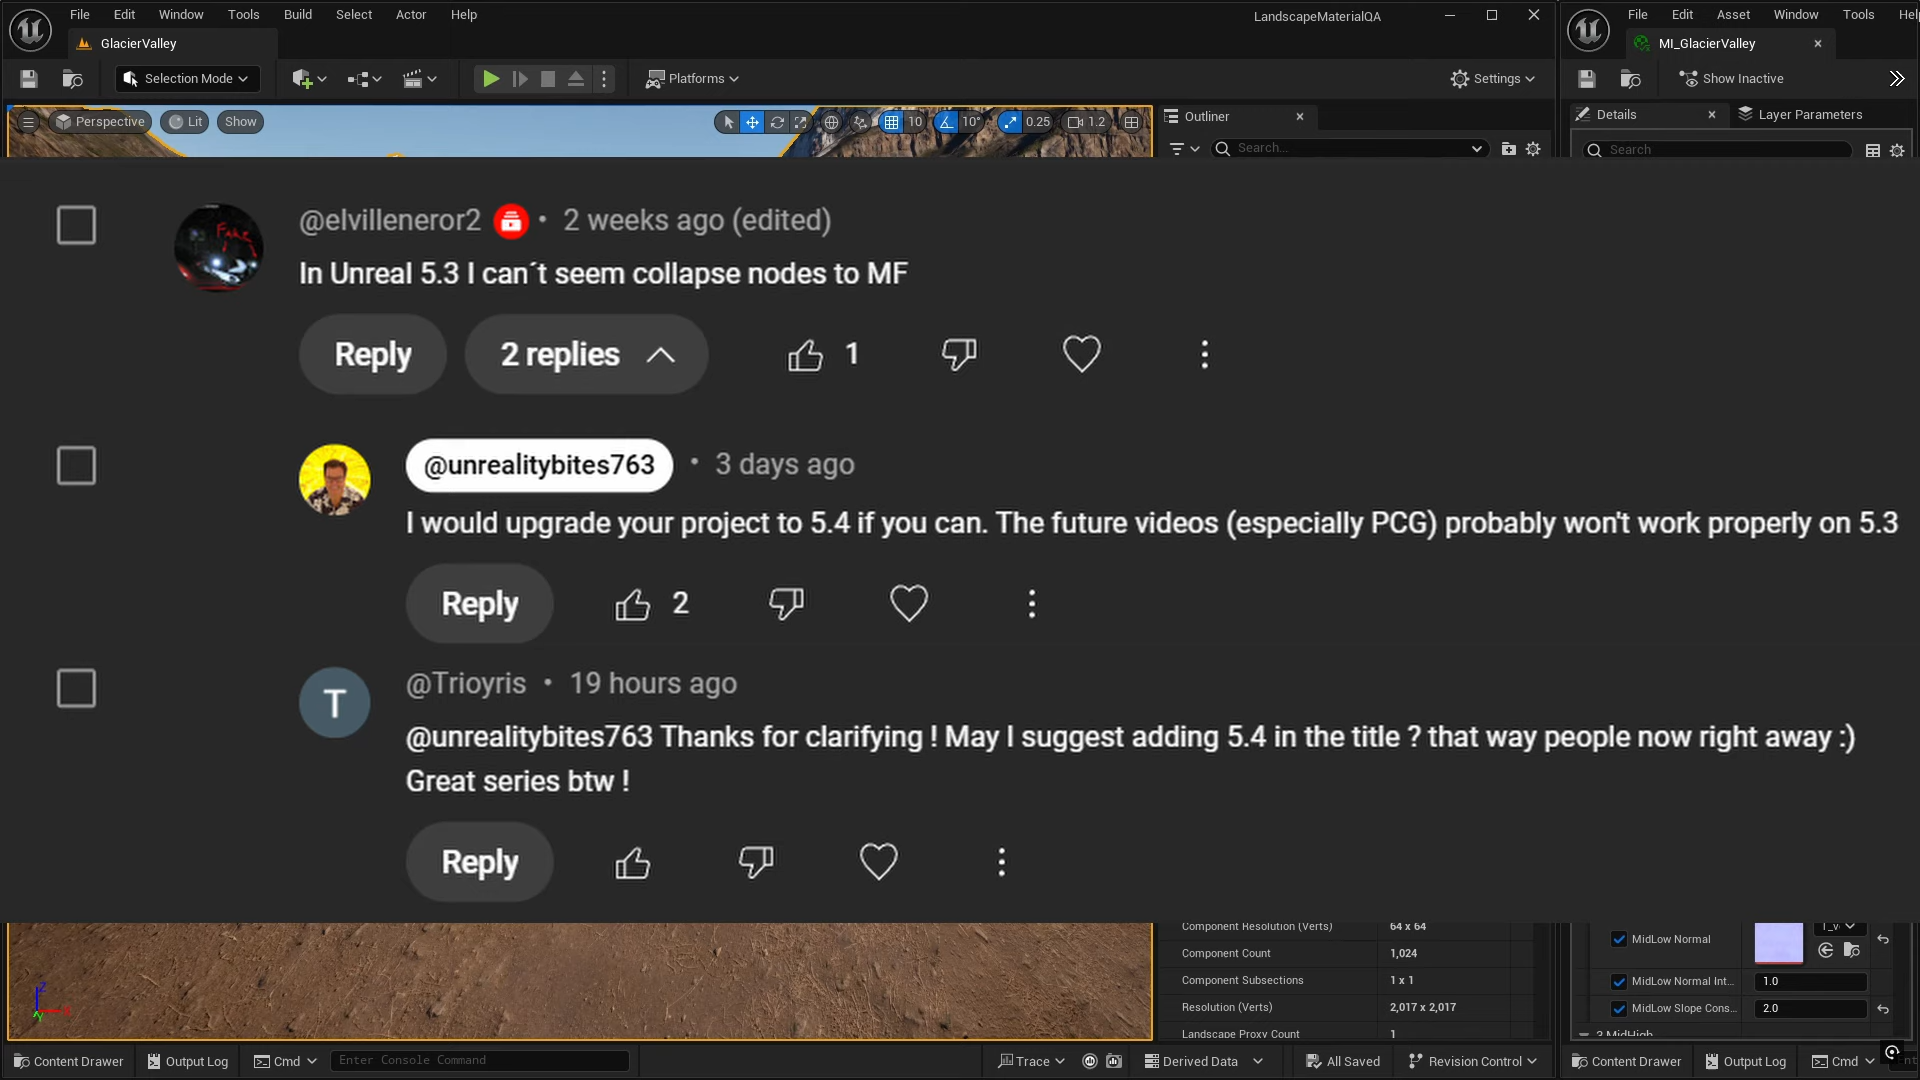 File Edit Window Tools Build Select Actor Help
LandscapeMaterialQA
File Edit Asset Window Tools
GlacierValley
MI_GlacierValley
Selection Mode
Platforms
Settings
Show Inactive
Perspective
Lit
Show
10
10°
0.25
1.2
Outliner
Details
Layer Parameters
Search...
Search
@elvilleneror2 • 2 weeks ago (edited)
In Unreal 5.3 I can´t seem collapse nodes to MF
Reply
2 replies
1
@unrealitybites763 • 3 days ago
I would upgrade your project to 5.4 if you can. The future videos (especially PCG) probably won't work properly on 5.3
Reply
2
T
@Trioyris • 19 hours ago
@unrealitybites763 Thanks for clarifying ! May I suggest adding 5.4 in the title ? that way people now right away :)
Great series btw !
Reply
Component Resolution (Verts) 64 x 64
Component Count 1,024
Component Subsections 1 x 1
Resolution (Verts) 2,017 x 2,017
Landscape Proxy Count 1
MidLow Normal
MidLow Normal Int... 1.0
MidLow Slope Cons... 2.0
3 MidHigh
Content Drawer
Output Log
Cmd
Enter Console Command
Trace
Derived Data
All Saved
Revision Control
Content Drawer
Output Log
Cmd